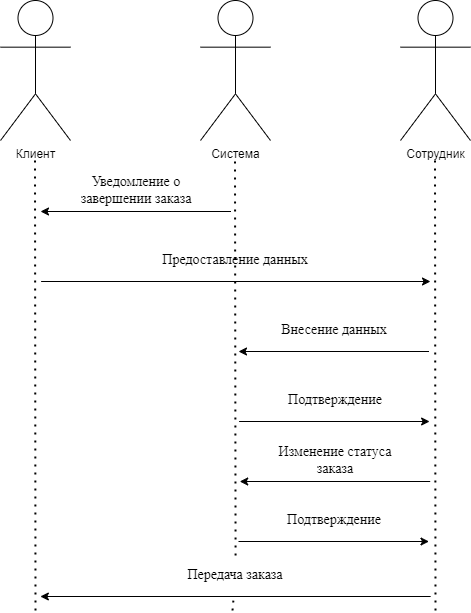 Клиент
Система
Сотрудник
Уведомление о
завершении заказа
Предоставление данных
Внесение данных
Подтверждение
Изменение статуса
заказа
Подтверждение
Передача заказа